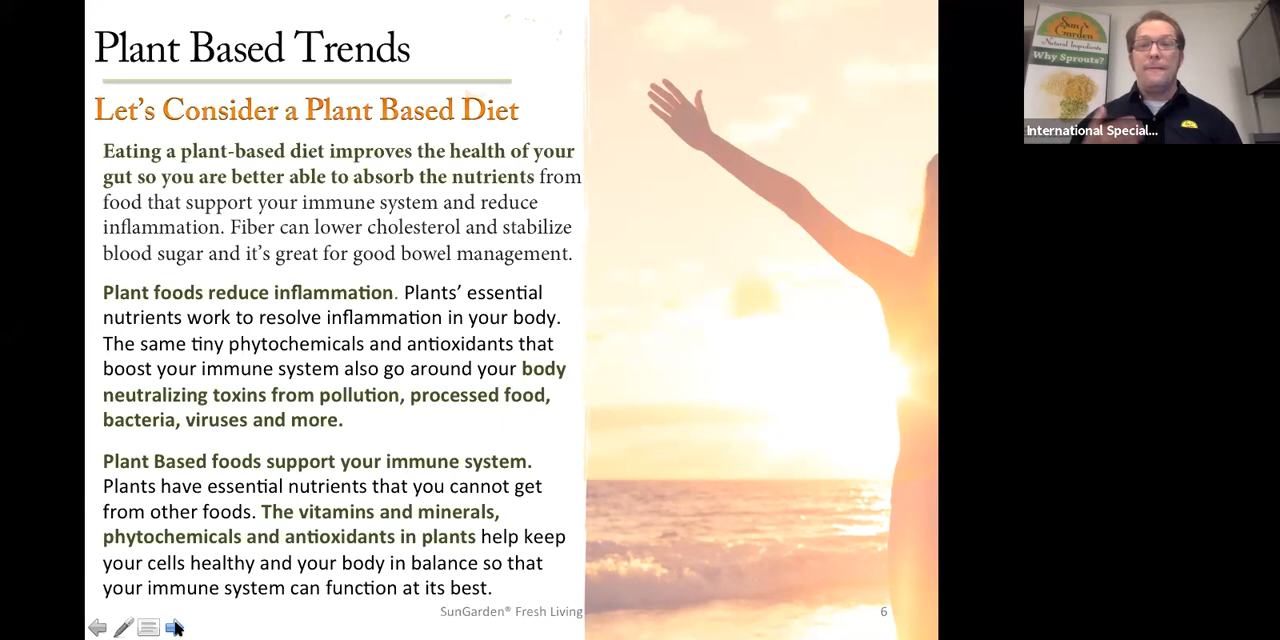 Plant Based Trends
Let's Consider a Plant Based Diet
Eating a plant-based diet improves the health of your
gut so you are better able to absorb the nutrients from
food that support your immune system and reduce
inflammation. Fiber can lower cholesterol and stabilize
blood sugar and it's great for good bowel management.
Plant foods reduce inflammation. Plants' essential
nutrients work to resolve inflammation in your body.
The same tiny phytochemicals and antioxidants that
boost your immune system also go around your body
neutralizing toxins from pollution, processed food,
bacteria, viruses and more.
Plant Based foods support your immune system.
Plants have essential nutrients that you cannot get
from other foods. The vitamins and minerals,
phytochemicals and antioxidants in plants help keep
your cells healthy and your body in balance so that
your immune system can function at its best.
SunGarden® Fresh Living
6
Sun
Garden
Natural Ingredients
Why Sprouts?
International Special...